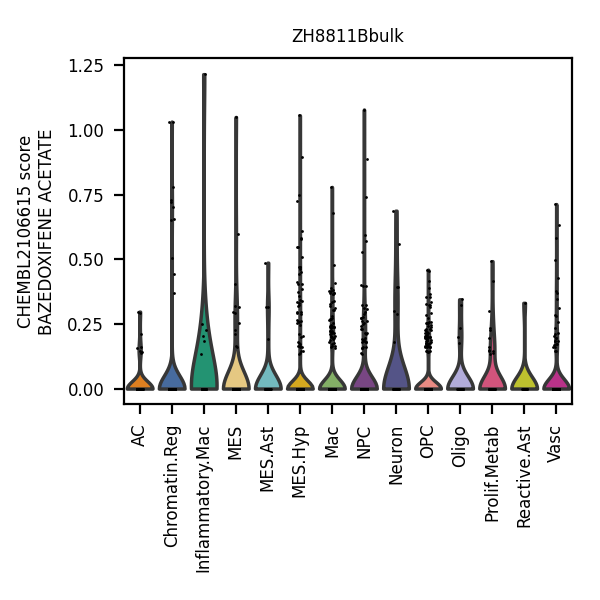 ZH8811Bbulk
CHEMBL2106615 score
BAZEDOXIFENE ACETATE
1.25
1.00
0.75
0.50
0.25
0.00
AC
Chromatin.Reg
Inflammatory.Mac
MES
MES.Ast
MES.Hyp
Mac
NPC
Neuron
OPC
Oligo
Prolif.Metab
Reactive.Ast
Vasc